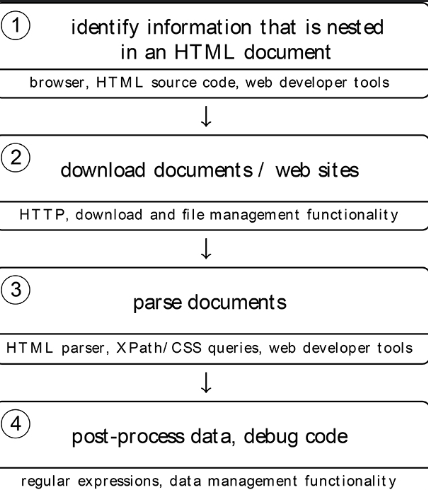 1
identify information that is nested
in an HTML document
browser, HTML source code, web developer tools
↓
2
download documents / web sites
HTTP, download and file management functionality
↓
3
parse documents
HTML parser, XPath/CSS queries, web developer tools
↓
4
post-process data, debug code
regular expressions, data management functionality